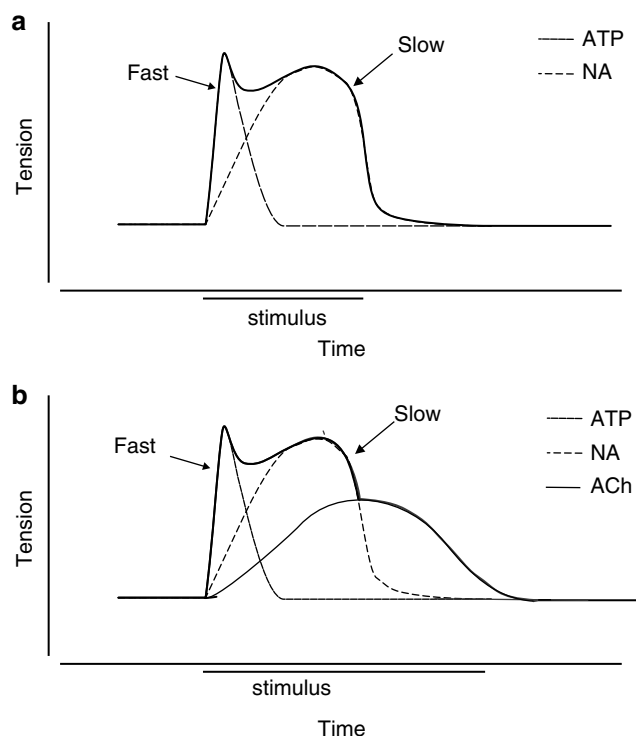 a
Slow
Fast
ATP
NA
Tension
stimulus
Time
b
Slow
Fast
ATP
NA
ACh
Tension
stimulus
Time